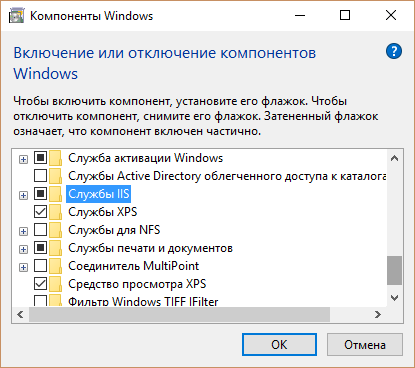 Компоненты Windows
Включение или отключение компонентов
Windows
?
Чтобы включить компонент, установите его флажок. Чтобы
отключить компонент, снимите его флажок. Затененный флажок
означает, что компонент включен частично.
Служба активации Windows
Службы Active Directory облегченного доступа к каталога
Службы IIS
Службы XPS
Службы для NFS
Службы печати и документов
Соединитель MultiPoint
Средство просмотра XPS
Фильтр Windows TIFF IFilter
ОК
Отмена